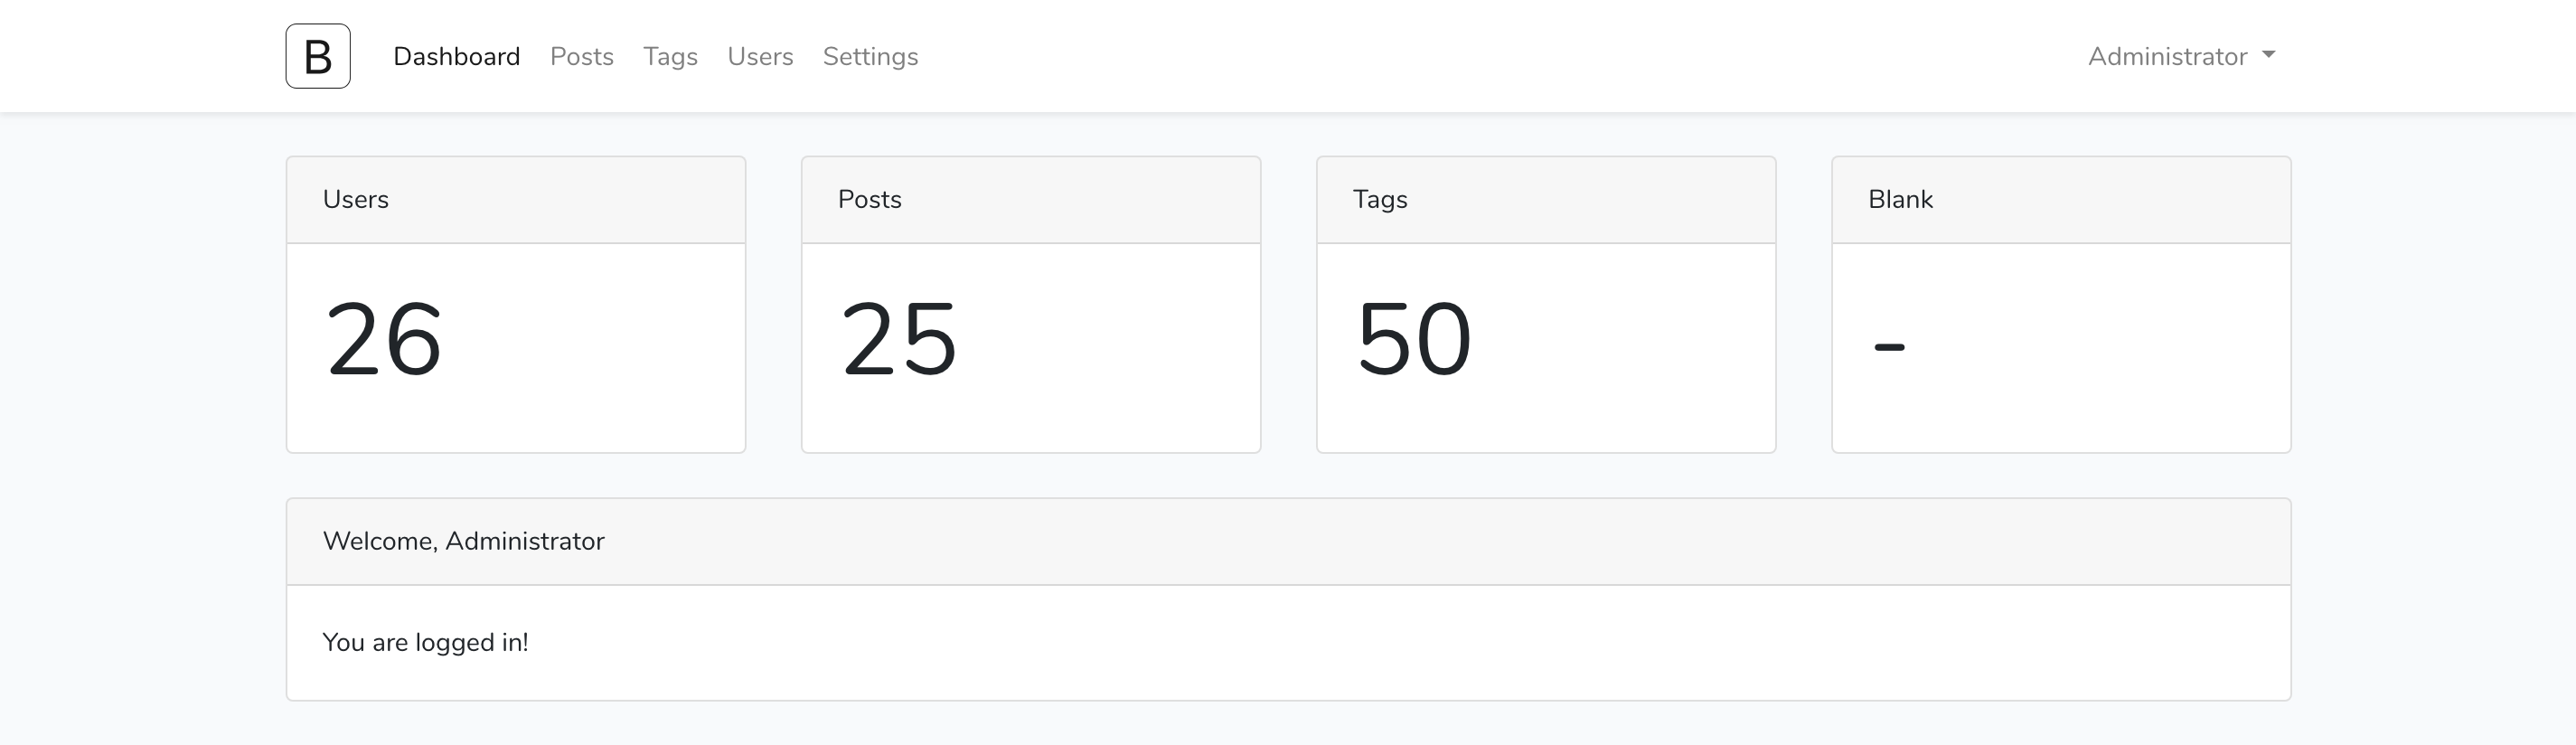 B Dashboard Posts Tags Users Settings Administrator
Users Posts Tags Blank
26 25 50 -
Welcome, Administrator
You are logged in!